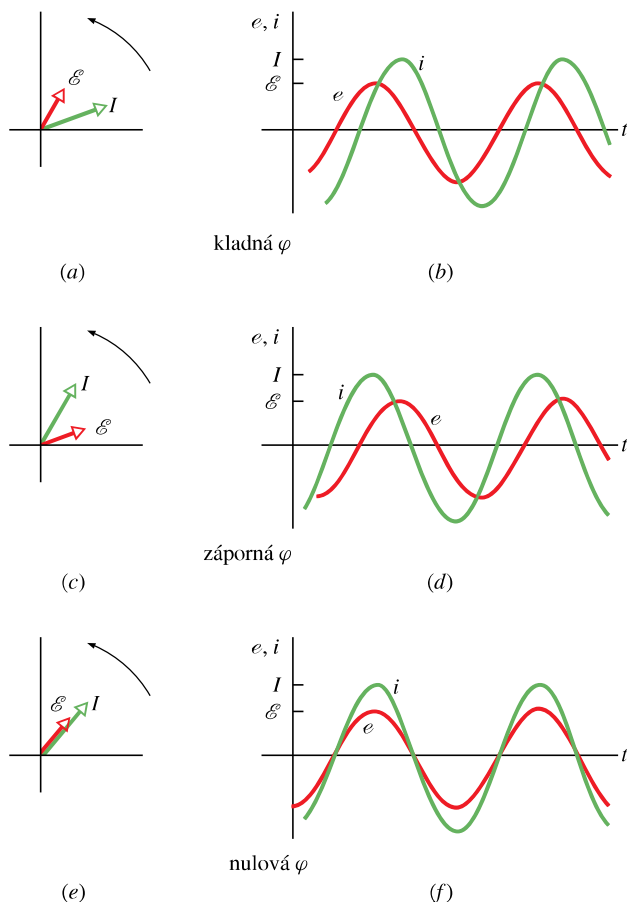 e, i
I
ℰ
e
i
t
ℰ
I
kladná φ
(a)
(b)
e, i
I
ℰ
i
e
t
I
ℰ
záporná φ
(c)
(d)
e, i
I
ℰ
i
e
t
ℰ
I
nulová φ
(e)
(f)